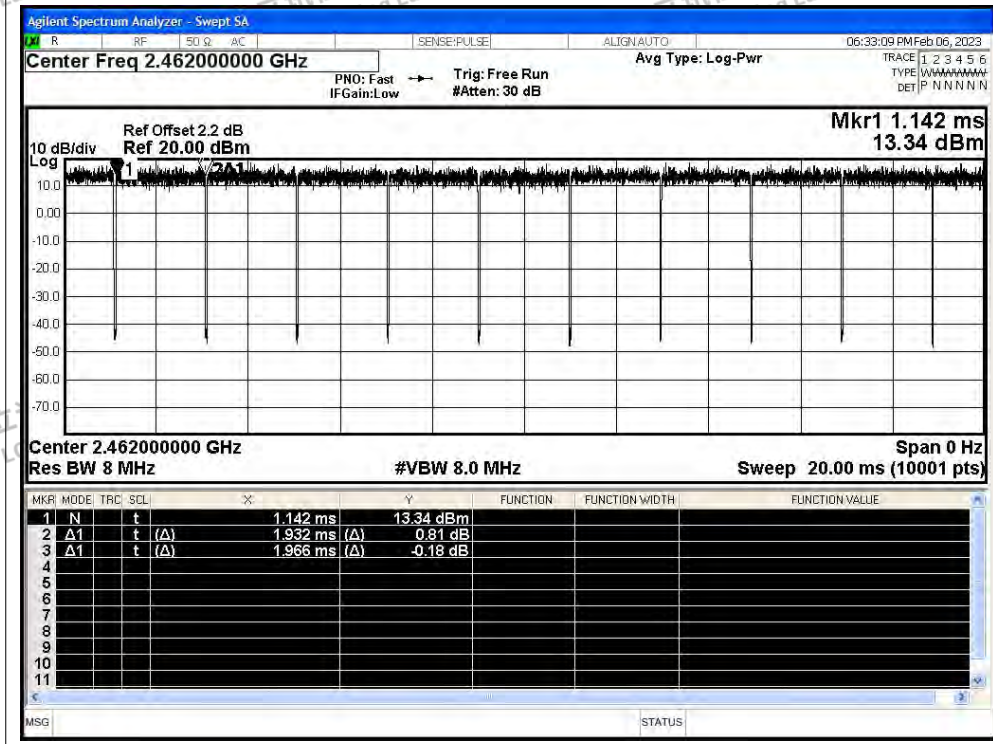 Agilent Spectrum Analyzer - Swept SA
LXI R RF 50 Ω AC SENSE:PULSE ALIGN AUTO 06:33:09 PM Feb 06, 2023
Center Freq 2.462000000 GHz
PNO: Fast
IFGain:Low
Trig: Free Run
#Atten: 30 dB
Avg Type: Log-Pwr
TRACE 1 2 3 4 5 6
TYPE WWWWWW
DET P N N N N N
Mkr1 1.142 ms
13.34 dBm
Ref Offset 2.2 dB
10 dB/div Ref 20.00 dBm
Log
1
2Δ1
10.0
0.00
-10.0
-20.0
-30.0
-40.0
-50.0
-60.0
-70.0
Center 2.462000000 GHz Span 0 Hz
Res BW 8 MHz #VBW 8.0 MHz Sweep 20.00 ms (10001 pts)
MKR MODE TRC SCL X Y FUNCTION FUNCTION WIDTH FUNCTION VALUE
1 N t 1.142 ms 13.34 dBm
2 Δ1 t (Δ) 1.932 ms (Δ) 0.81 dB
3 Δ1 t (Δ) 1.966 ms (Δ) -0.18 dB
4
5
6
7
8
9
10
11
MSG STATUS